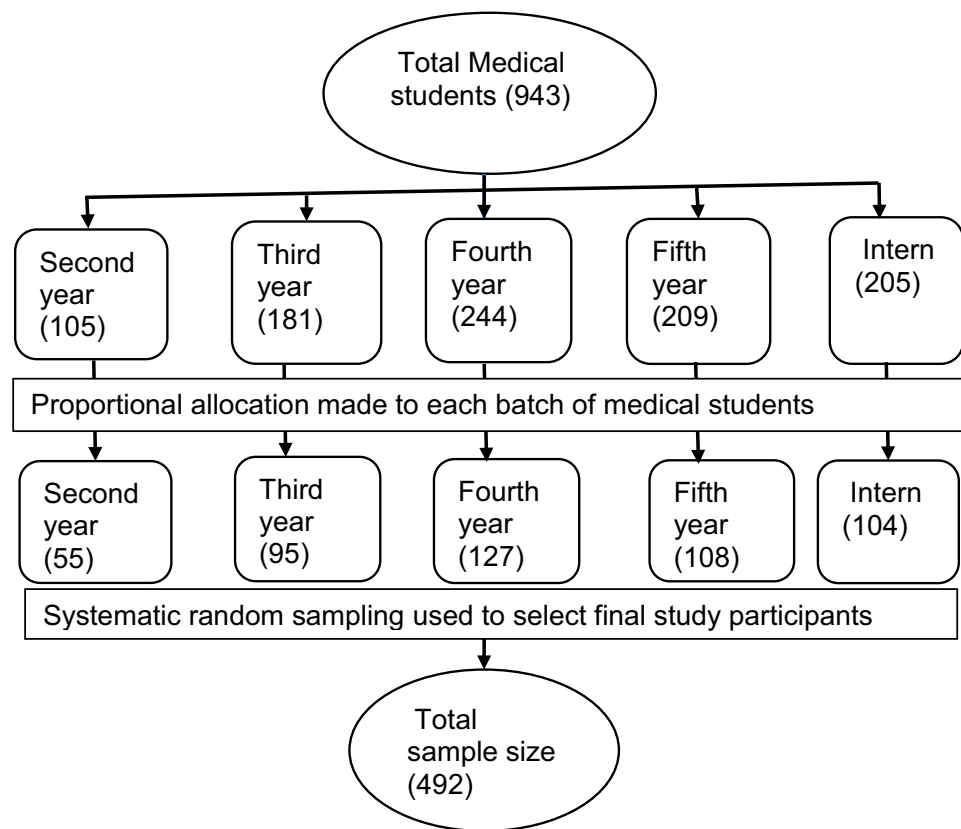 Total Medical
students (943)
Second
year
(105)
Third
year
(181)
Fourth
year
(244)
Fifth
year
(209)
Intern
(205)
Proportional allocation made to each batch of medical students
Second
year
(55)
Third
year
(95)
Fourth
year
(127)
Fifth
year
(108)
Intern
(104)
Systematic random sampling used to select final study participants
Total
sample size
(492)